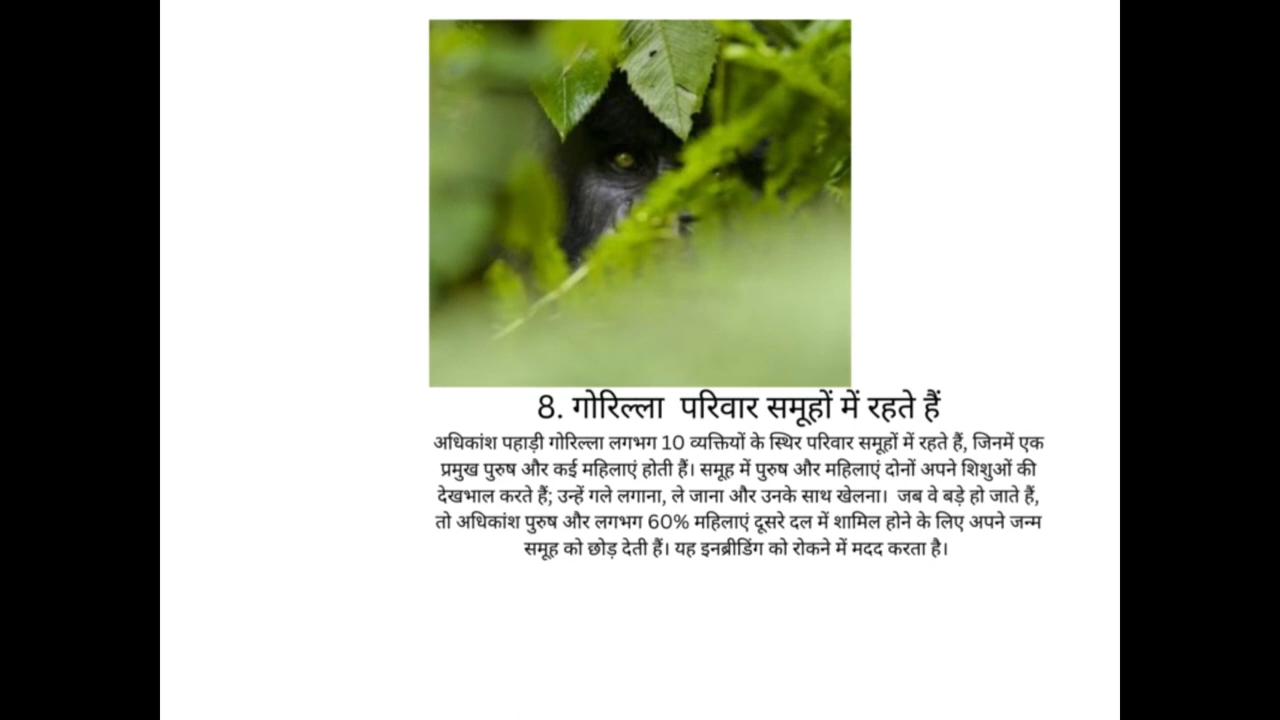 8. गोरिल्ला परिवार समूहों में रहते हैं
अधिकांश पहाड़ी गोरिल्ला लगभग 10 व्यक्तियों के स्थिर परिवार समूहों में रहते हैं, जिनमें एक
प्रमुख पुरुष और कई महिलाएं होती हैं। समूह में पुरुष और महिलाएं दोनों अपने शिशुओं की
देखभाल करते हैं; उन्हें गले लगाना, ले जाना और उनके साथ खेलना। जब वे बड़े हो जाते हैं,
तो अधिकांश पुरुष और लगभग 60% महिलाएं दूसरे दल में शामिल होने के लिए अपने जन्म
समूह को छोड़ देती हैं। यह इनब्रीडिंग को रोकने में मदद करता है।